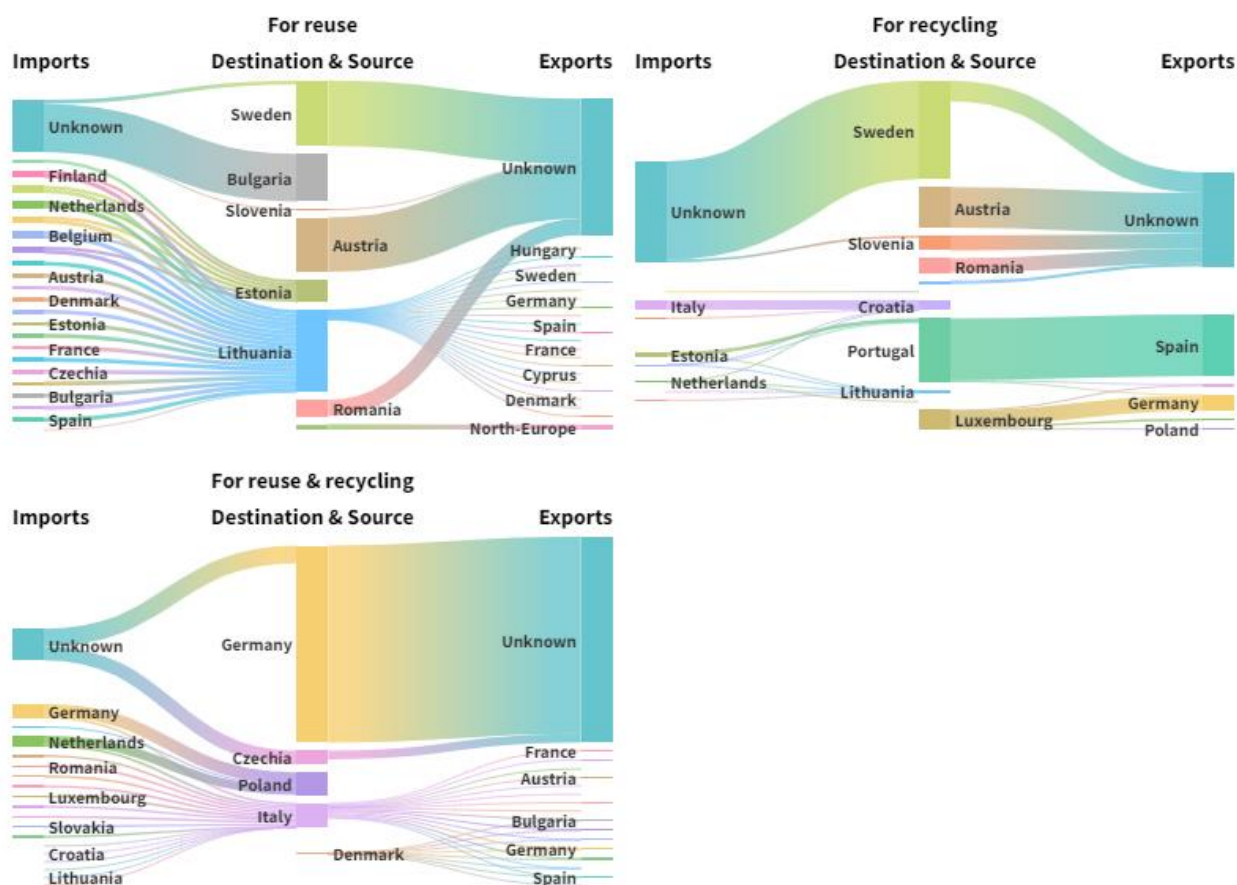 For reuse
Imports
Destination & Source
Exports
Unknown
Finland
Netherlands
Belgium
Austria
Denmark
Estonia
France
Czechia
Bulgaria
Spain
Sweden
Bulgaria
Slovenia
Austria
Estonia
Lithuania
Romania
Unknown
Hungary
Sweden
Germany
Spain
France
Cyprus
Denmark
North-Europe
For recycling
Imports
Destination & Source
Exports
Unknown
Italy
Estonia
Netherlands
Sweden
Austria
Slovenia
Romania
Croatia
Portugal
Lithuania
Luxembourg
Unknown
Spain
Germany
Poland
For reuse & recycling
Imports
Destination & Source
Exports
Unknown
Germany
Netherlands
Romania
Luxembourg
Slovakia
Croatia
Lithuania
Germany
Czechia
Poland
Italy
Denmark
Unknown
France
Austria
Bulgaria
Germany
Spain